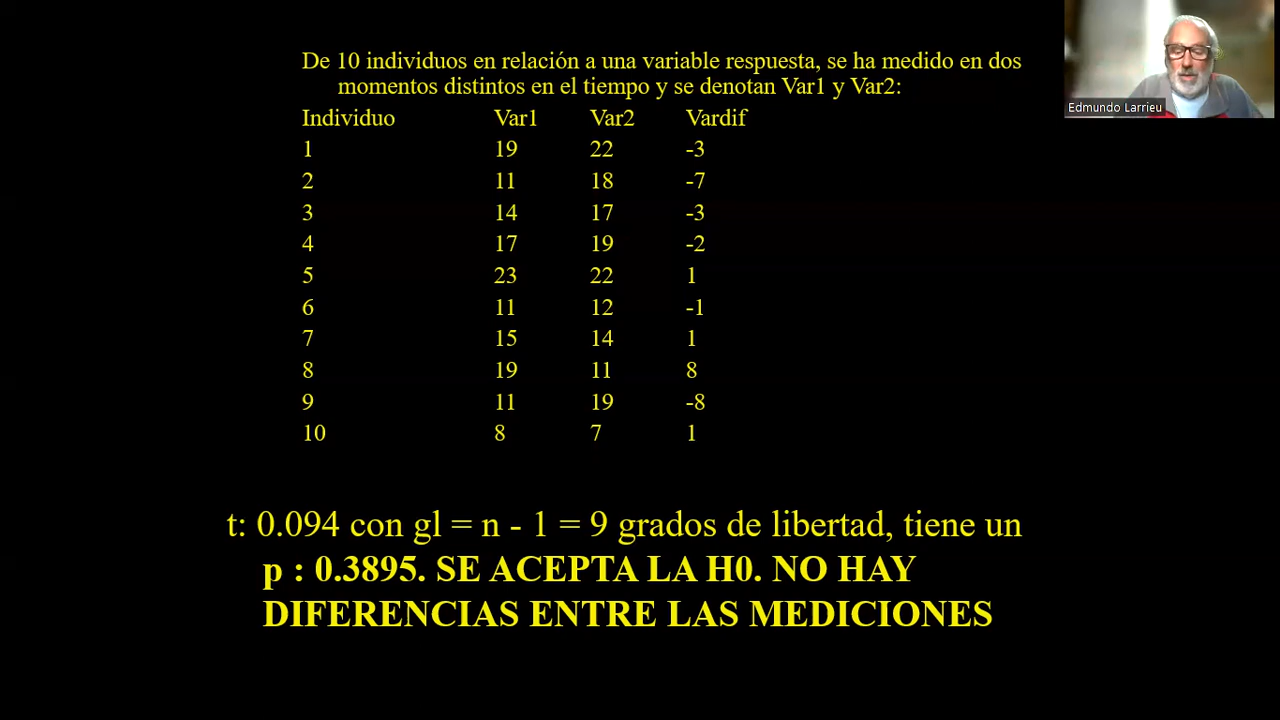 De 10 individuos en relación a una variable respuesta, se ha medido en dos
momentos distintos en el tiempo y se denotan Var1 y Var2:
Individuo Var1 Var2 Vardif
1 19 22 -3
2 11 18 -7
3 14 17 -3
4 17 19 -2
5 23 22 1
6 11 12 -1
7 15 14 1
8 19 11 8
9 11 19 -8
10 8 7 1
t: 0.094 con gl = n - 1 = 9 grados de libertad, tiene un
p : 0.3895. SE ACEPTA LA H0. NO HAY
DIFERENCIAS ENTRE LAS MEDICIONES
Edmundo Larrieu